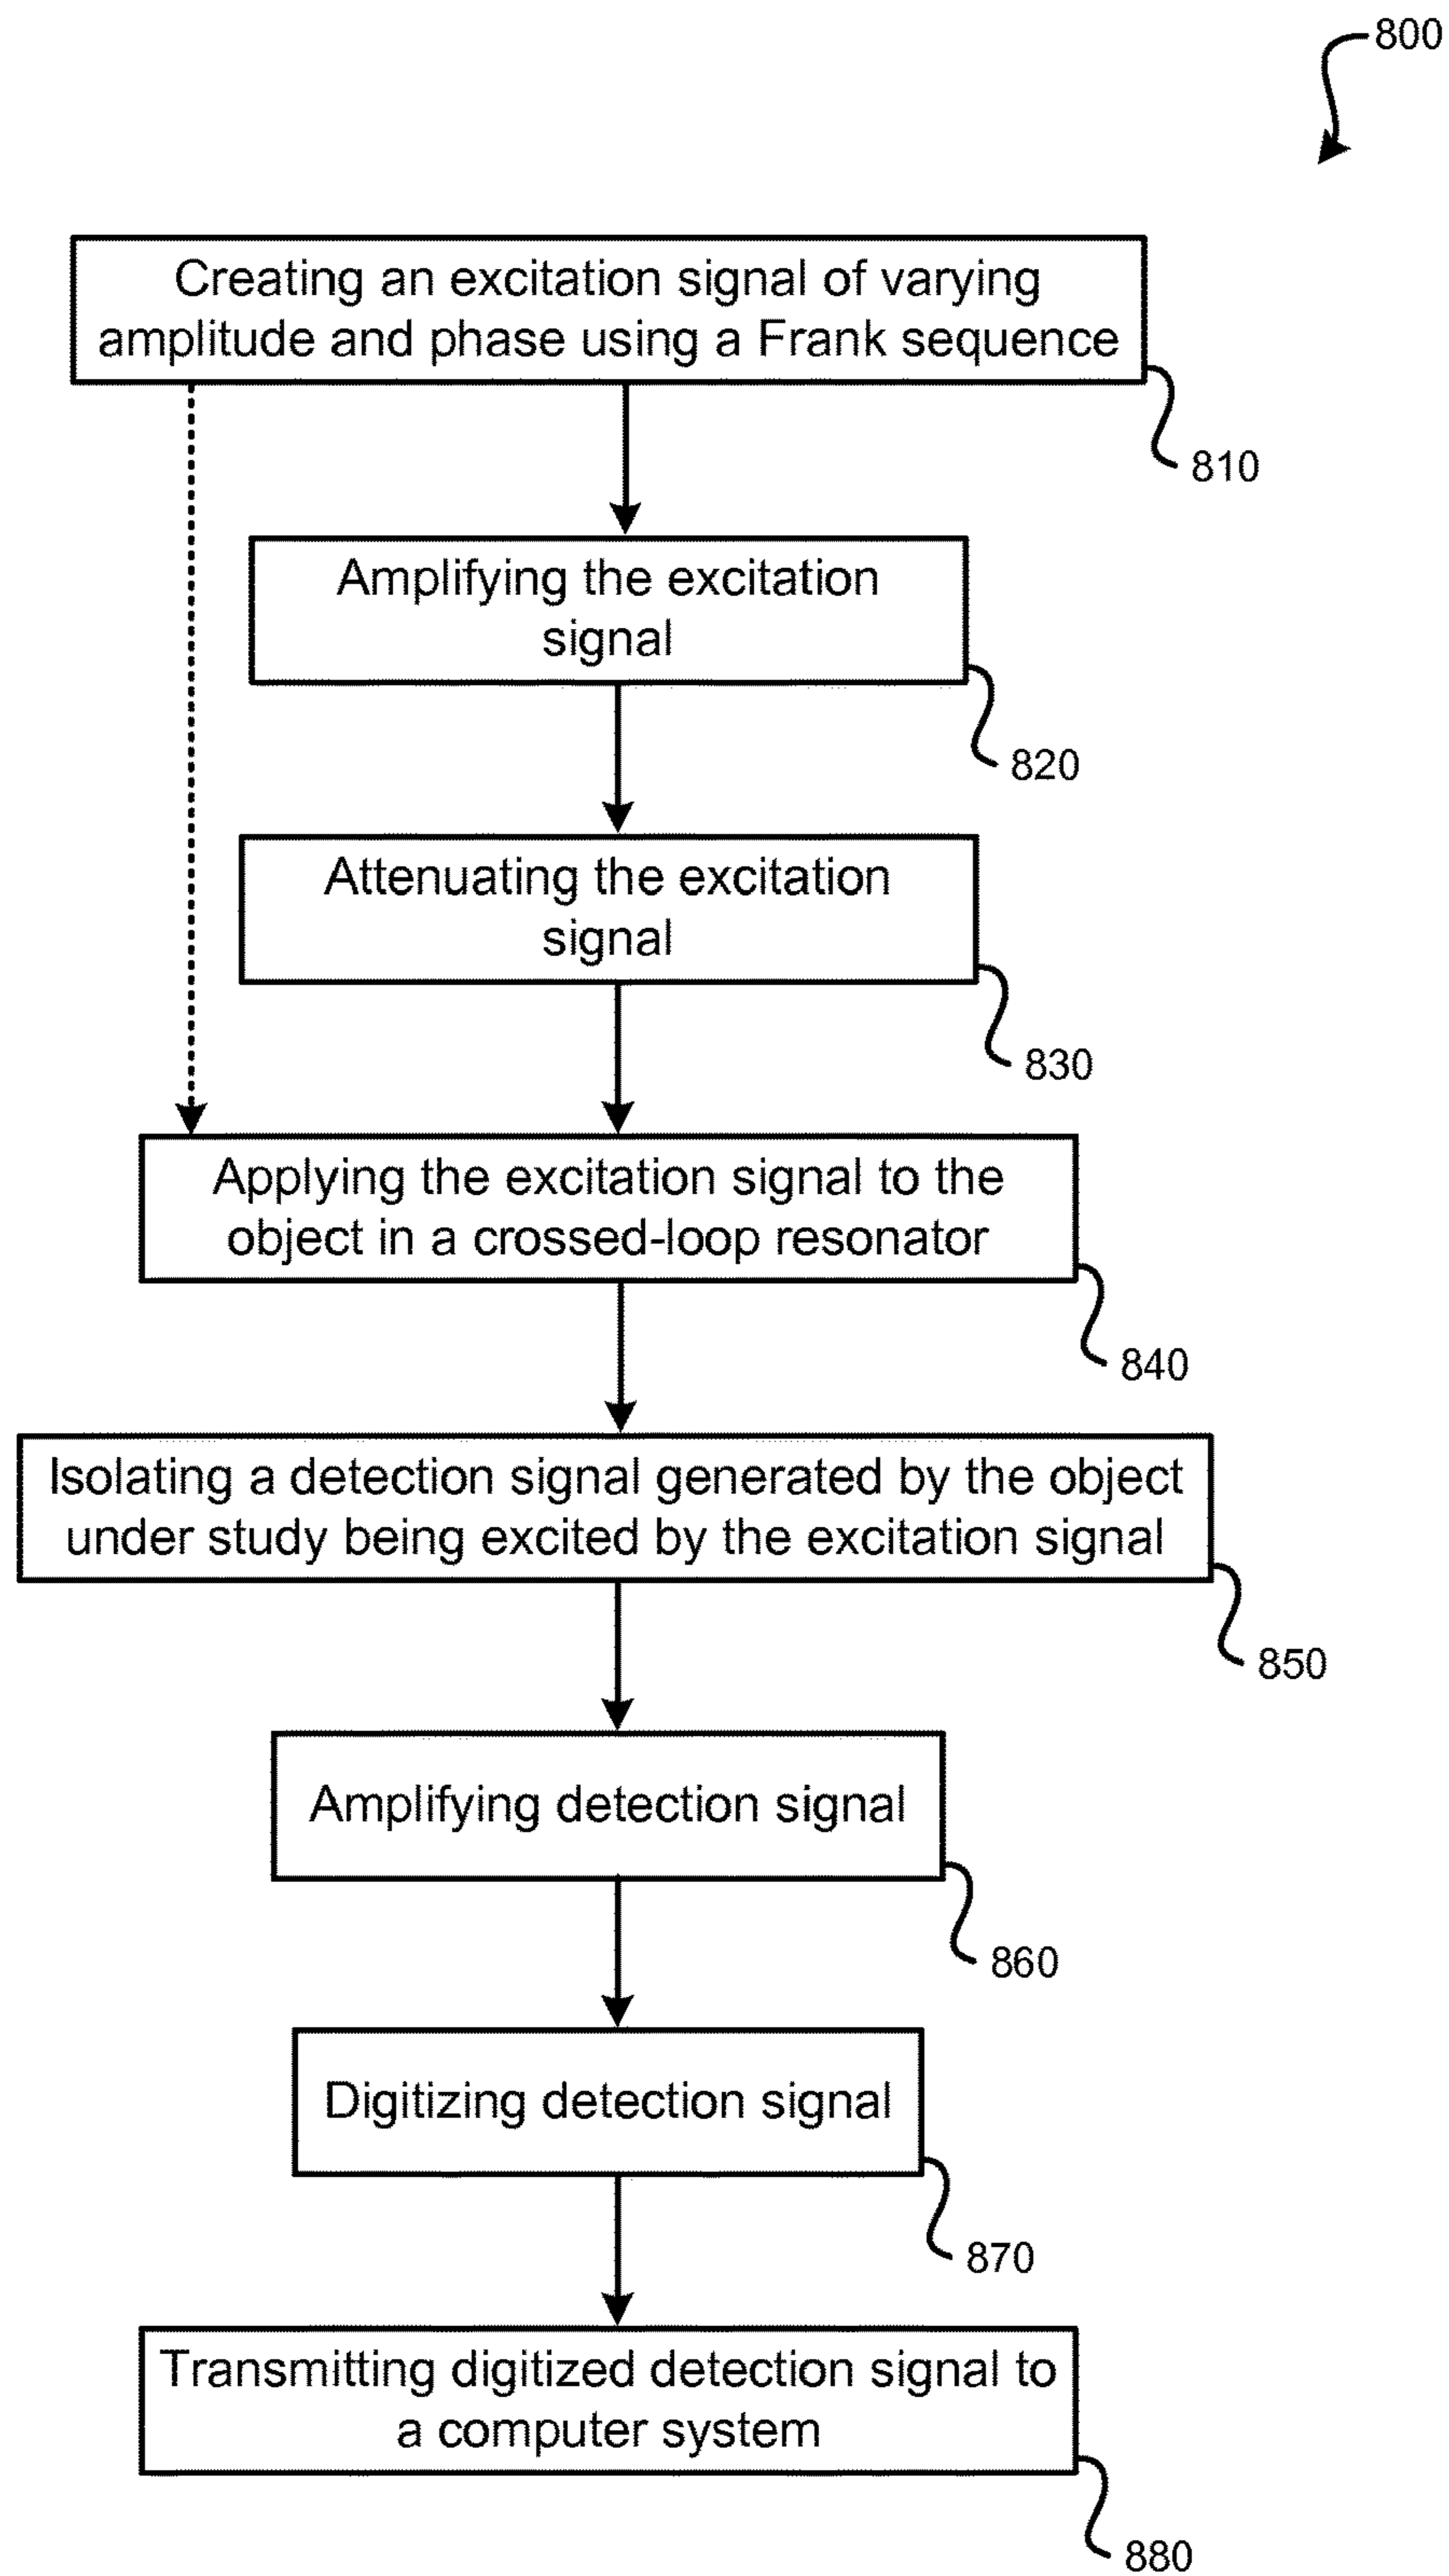 800
Creating an excitation signal of varying
amplitude and phase using a Frank sequence
810
Amplifying the excitation
signal
820
Attenuating the excitation
signal
830
Applying the excitation signal to the
object in a crossed-loop resonator
840
Isolating a detection signal generated by the object
under study being excited by the excitation signal
850
Amplifying detection signal
860
Digitizing detection signal
870
Transmitting digitized detection signal to
a computer system
880